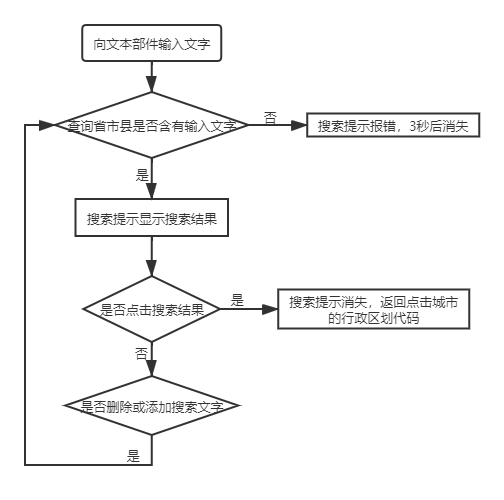 向文本部件输入文字
查询省市县是否含有输入文字
否
搜索提示报错，3秒后消失
是
搜索提示显示搜索结果
是否点击搜索结果
是
搜索提示消失，返回点击城市
的行政区划代码
否
是否删除或添加搜索文字
是